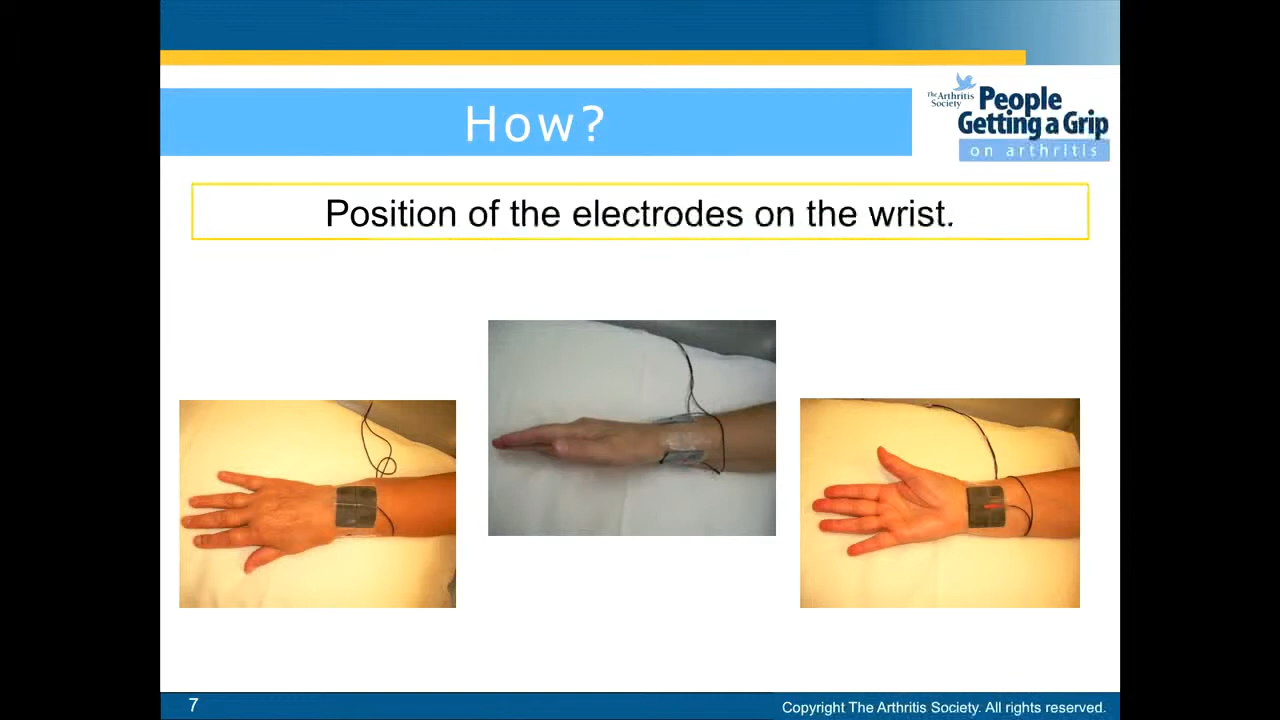 How?
The Arthritis
Society
People
Getting a Grip
on arthritis
Position of the electrodes on the wrist.
7
Copyright The Arthritis Society. All rights reserved.